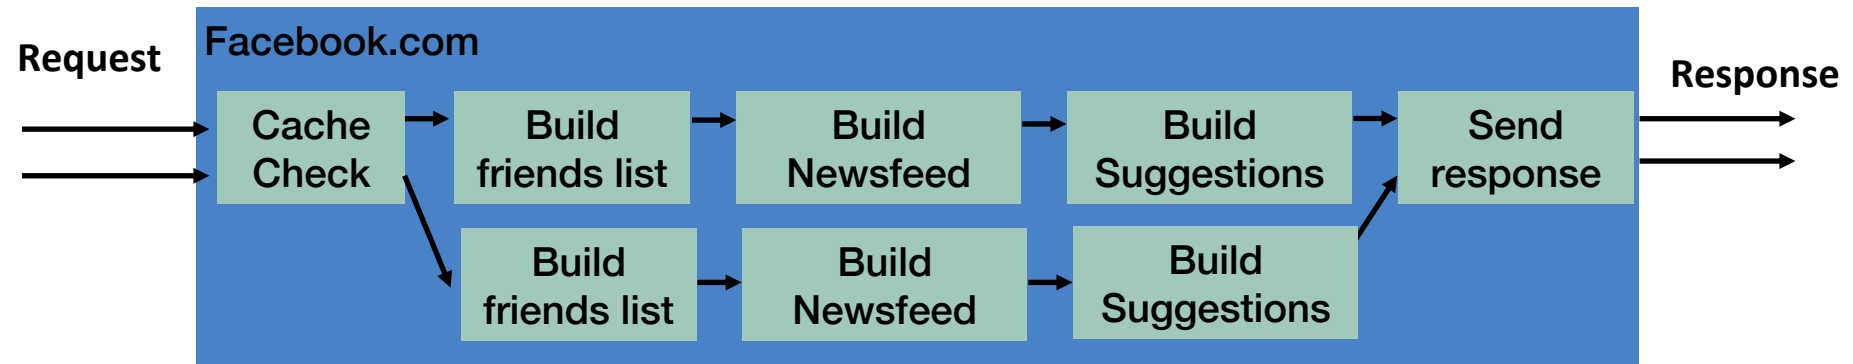 Facebook.com
Request
Response
Cache
Check
Build
friends list
Build
Newsfeed
Build
Suggestions
Send
response
Build
friends list
Build
Newsfeed
Build
Suggestions